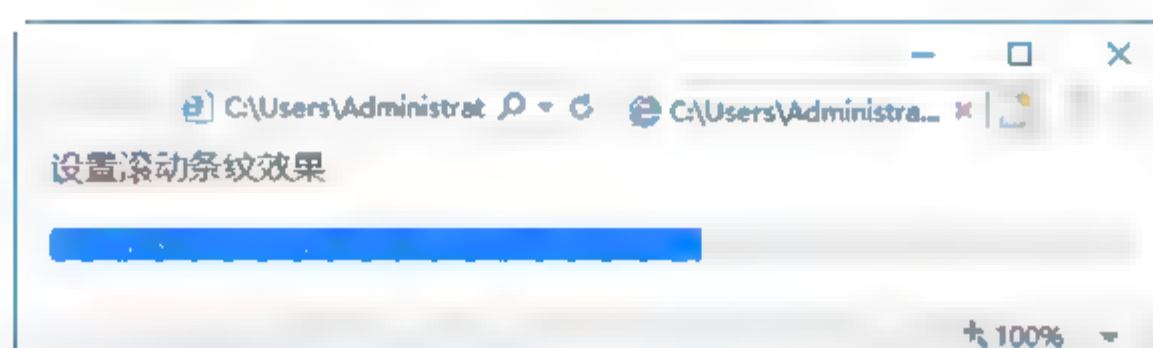 C:\Users\Administrat
C:\Users\Administra...
设置滚动条纹效果
100%